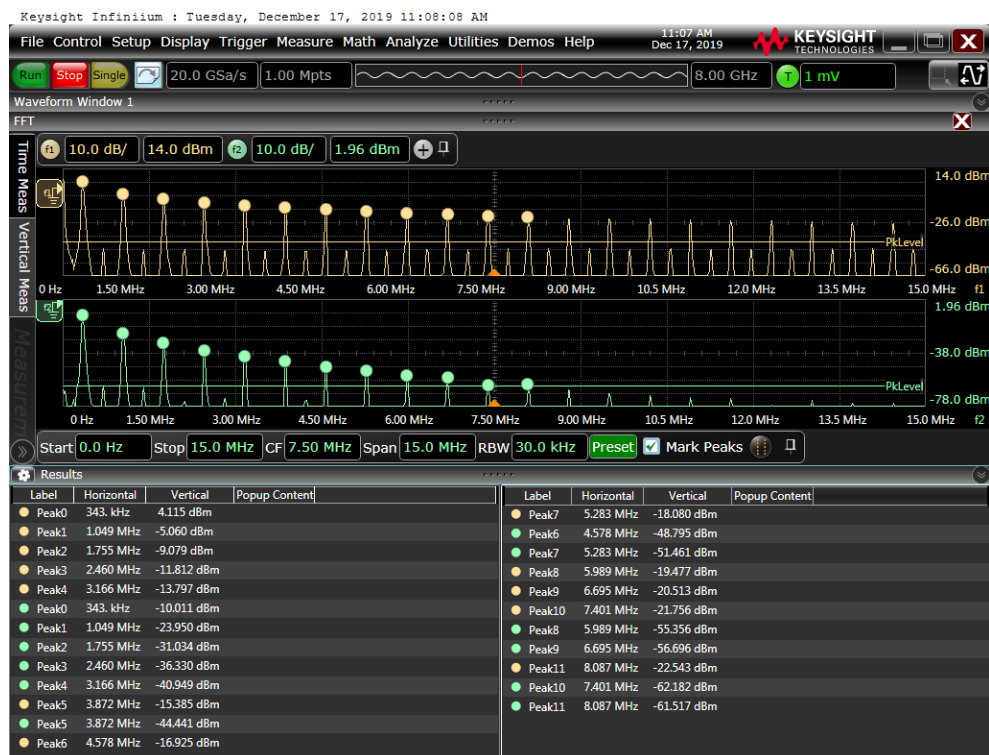 Keysight Infiniium : Tuesday, December 17, 2019 11:08:08 AM
File Control Setup Display Trigger Measure Math Analyze Utilities Demos Help
11:07 AM
Dec 17, 2019
KEYSIGHT
TECHNOLOGIES
Run Stop Single 20.0 GSa/s 1.00 Mpts 8.00 GHz T 1 mV
Waveform Window 1
FFT
Time Meas
Vertical Meas
f1 10.0 dB/ 14.0 dBm f2 10.0 dB/ 1.96 dBm
f1
14.0 dBm
-26.0 dBm
PkLevel
-66.0 dBm
0 Hz 1.50 MHz 3.00 MHz 4.50 MHz 6.00 MHz 7.50 MHz 9.00 MHz 10.5 MHz 12.0 MHz 13.5 MHz 15.0 MHz f1
f2
1.96 dBm
-38.0 dBm
PkLevel
-78.0 dBm
0 Hz 1.50 MHz 3.00 MHz 4.50 MHz 6.00 MHz 7.50 MHz 9.00 MHz 10.5 MHz 12.0 MHz 13.5 MHz 15.0 MHz f2
Start 0.0 Hz Stop 15.0 MHz CF 7.50 MHz Span 15.0 MHz RBW 30.0 kHz Preset Mark Peaks
Results
Label Horizontal Vertical Popup Content
Peak0 343. kHz 4.115 dBm
Peak1 1.049 MHz -5.060 dBm
Peak2 1.755 MHz -9.079 dBm
Peak3 2.460 MHz -11.812 dBm
Peak4 3.166 MHz -13.797 dBm
Peak0 343. kHz -10.011 dBm
Peak1 1.049 MHz -23.950 dBm
Peak2 1.755 MHz -31.034 dBm
Peak3 2.460 MHz -36.330 dBm
Peak4 3.166 MHz -40.949 dBm
Peak5 3.872 MHz -15.385 dBm
Peak5 3.872 MHz -44.441 dBm
Peak6 4.578 MHz -16.925 dBm
Label Horizontal Vertical Popup Content
Peak7 5.283 MHz -18.080 dBm
Peak6 4.578 MHz -48.795 dBm
Peak7 5.283 MHz -51.461 dBm
Peak8 5.989 MHz -19.477 dBm
Peak9 6.695 MHz -20.513 dBm
Peak10 7.401 MHz -21.756 dBm
Peak8 5.989 MHz -55.356 dBm
Peak9 6.695 MHz -56.696 dBm
Peak11 8.087 MHz -22.543 dBm
Peak10 7.401 MHz -62.182 dBm
Peak11 8.087 MHz -61.517 dBm